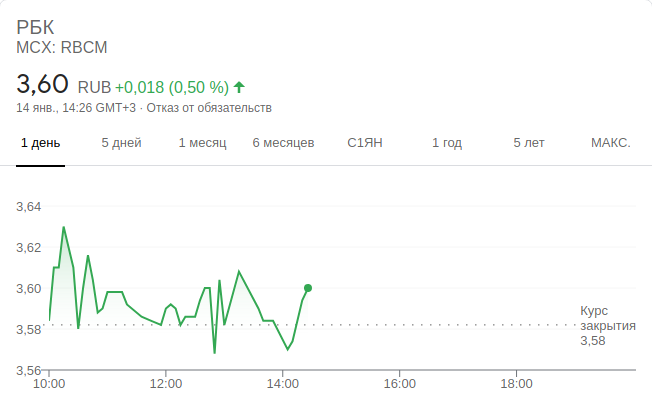 РБК
MCX: RBCM
3,60 RUB +0,018 (0,50 %)
14 янв., 14:26 GMT+3 · Отказ от обязательств
1 день 5 дней 1 месяц 6 месяцев С1ЯН 1 год 5 лет МАКС.
3,64
3,62
3,60
3,58
3,56
Курс
закрытия
3,58
10:00 12:00 14:00 16:00 18:00